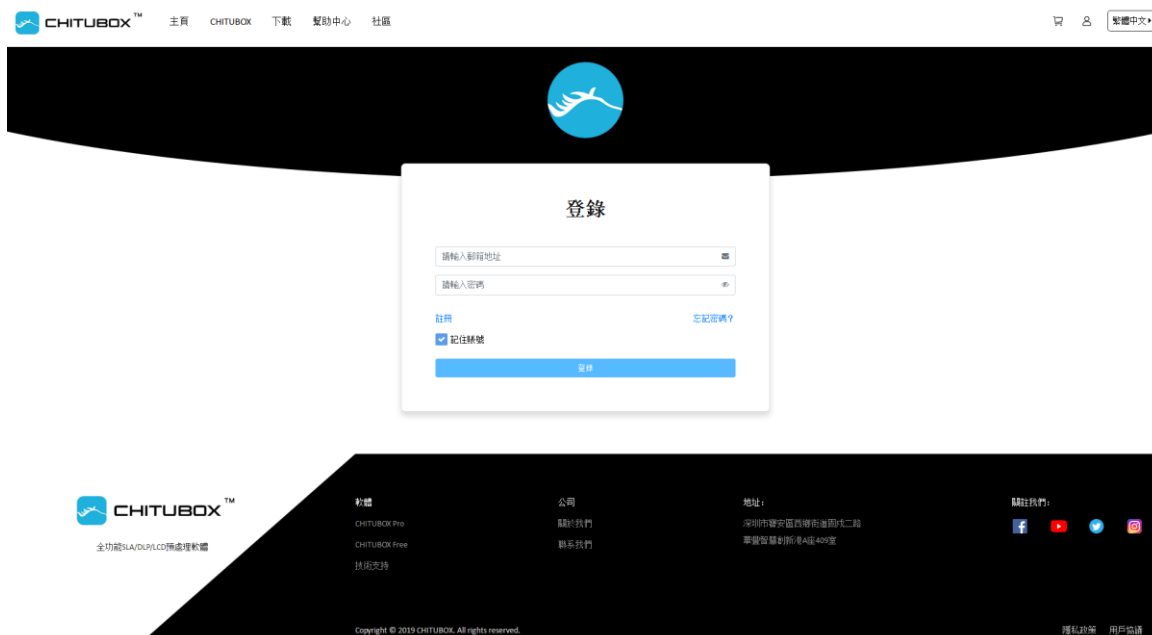 CHITUBOX™ 主頁 CHITUBOX 下載 幫助中心 社區 繁體中文
登錄
請輸入郵箱地址
請輸入密碼
註冊 忘記密碼？
記住賬號
登錄
CHITUBOX™
全功能SLA/DLP/LCD預處理軟體
軟體
CHITUBOX Pro
CHITUBOX Free
技術支持
公司
關於我們
聯系我們
地址：
深圳市寶安區西鄉街道固戍二路
華豐智慧創新港A座409室
關註我們：
Copyright © 2019 CHITUBOX. All rights reserved.
隱私政策 用戶協議